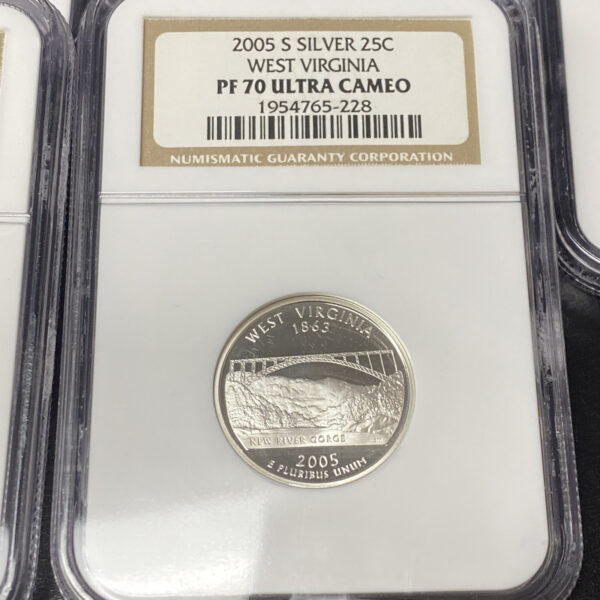 2005 S SILVER 25C
WEST VIRGINIA
PF 70 ULTRA CAMEO
1954765-228
NUMISMATIC GUARANTY CORPORATION
WEST VIRGINIA
1863
NEW RIVER GORGE
2005
E PLURIBUS UNUM